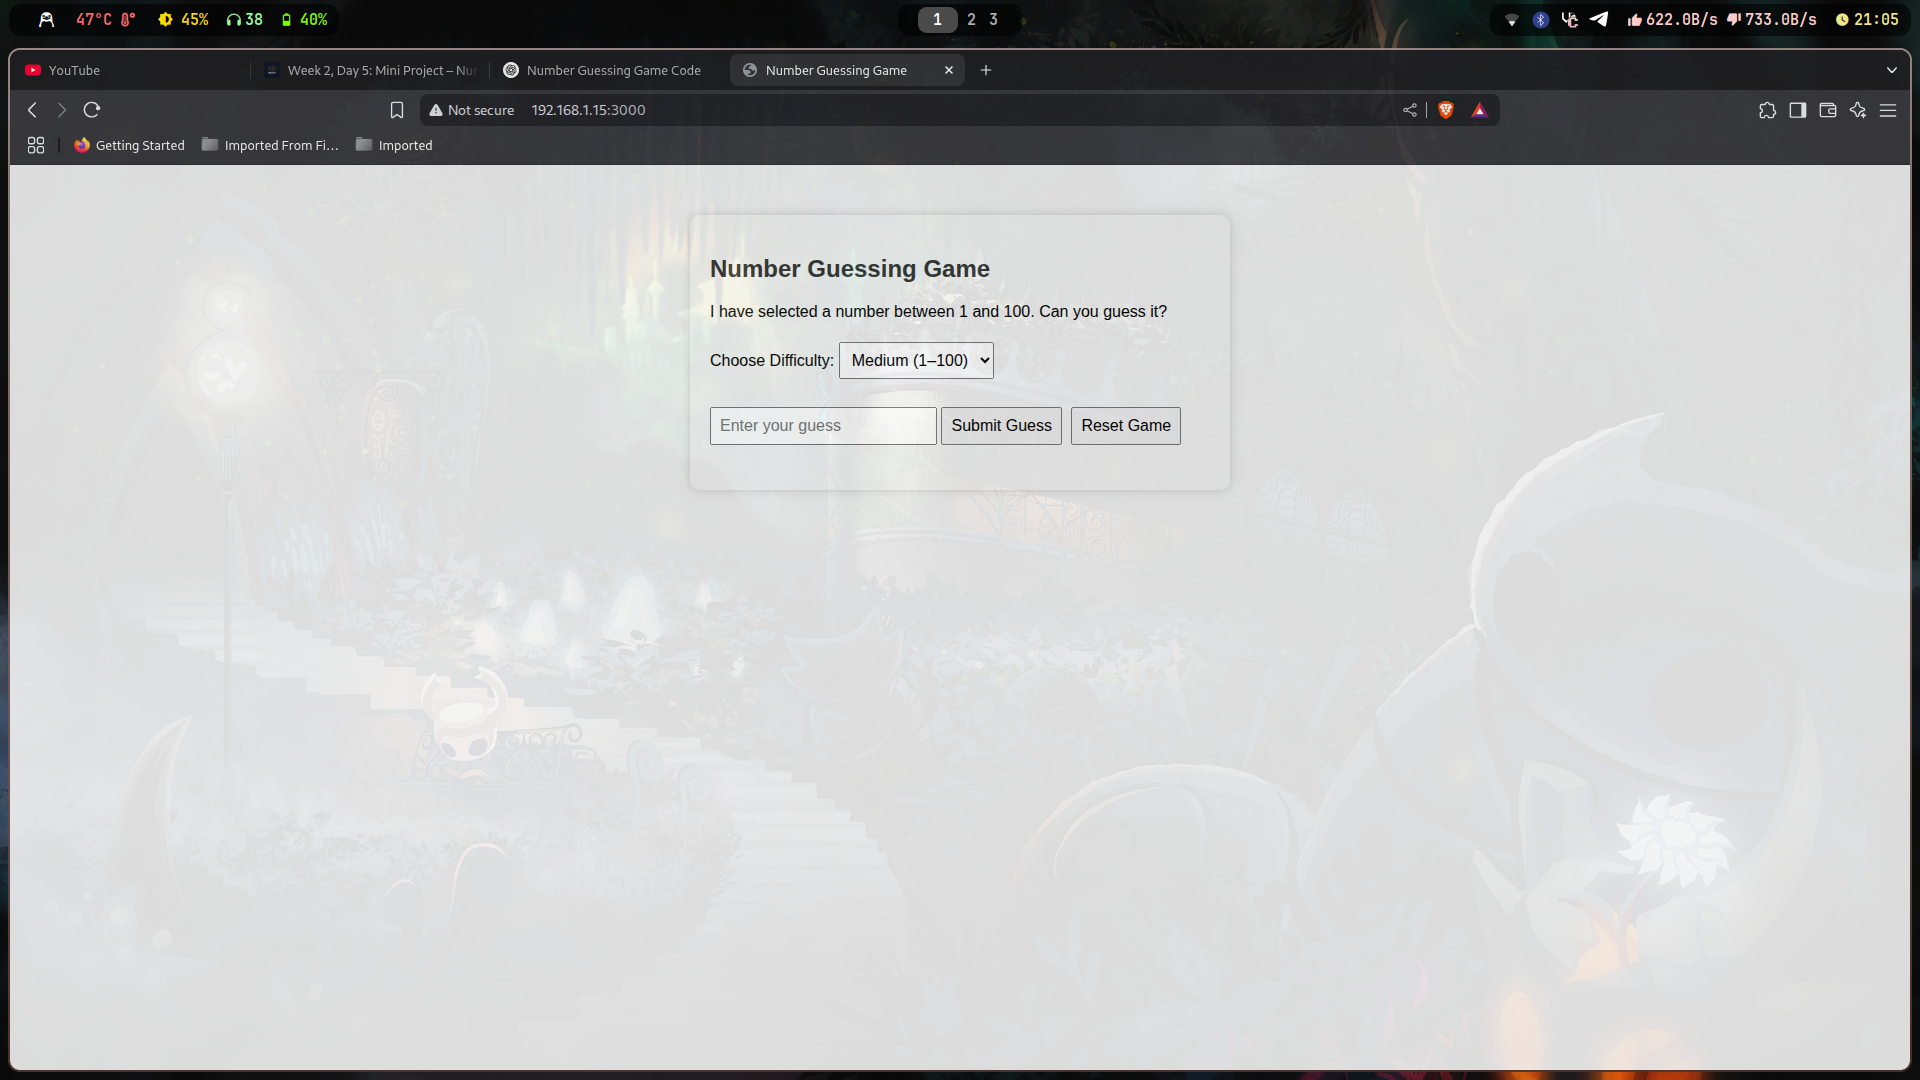 47°C 45% 38 40% 1 2 3 622.0B/s 733.0B/s 21:05
YouTube Week 2, Day 5: Mini Project – Nu Number Guessing Game Code Number Guessing Game
Not secure 192.168.1.15:3000
Getting Started Imported From Fi... Imported
Number Guessing Game
I have selected a number between 1 and 100. Can you guess it?
Choose Difficulty: Medium (1–100)
Enter your guess Submit Guess Reset Game